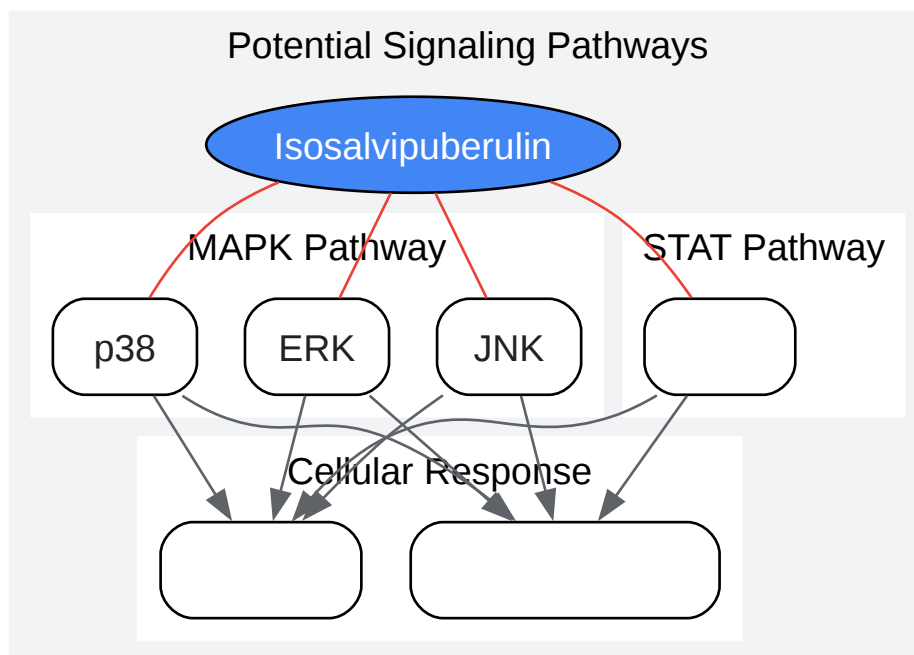 Potential Signaling Pathways
Isosalvipuberulin
MAPK Pathway
STAT Pathway
p38
ERK
JNK
Cellular Response